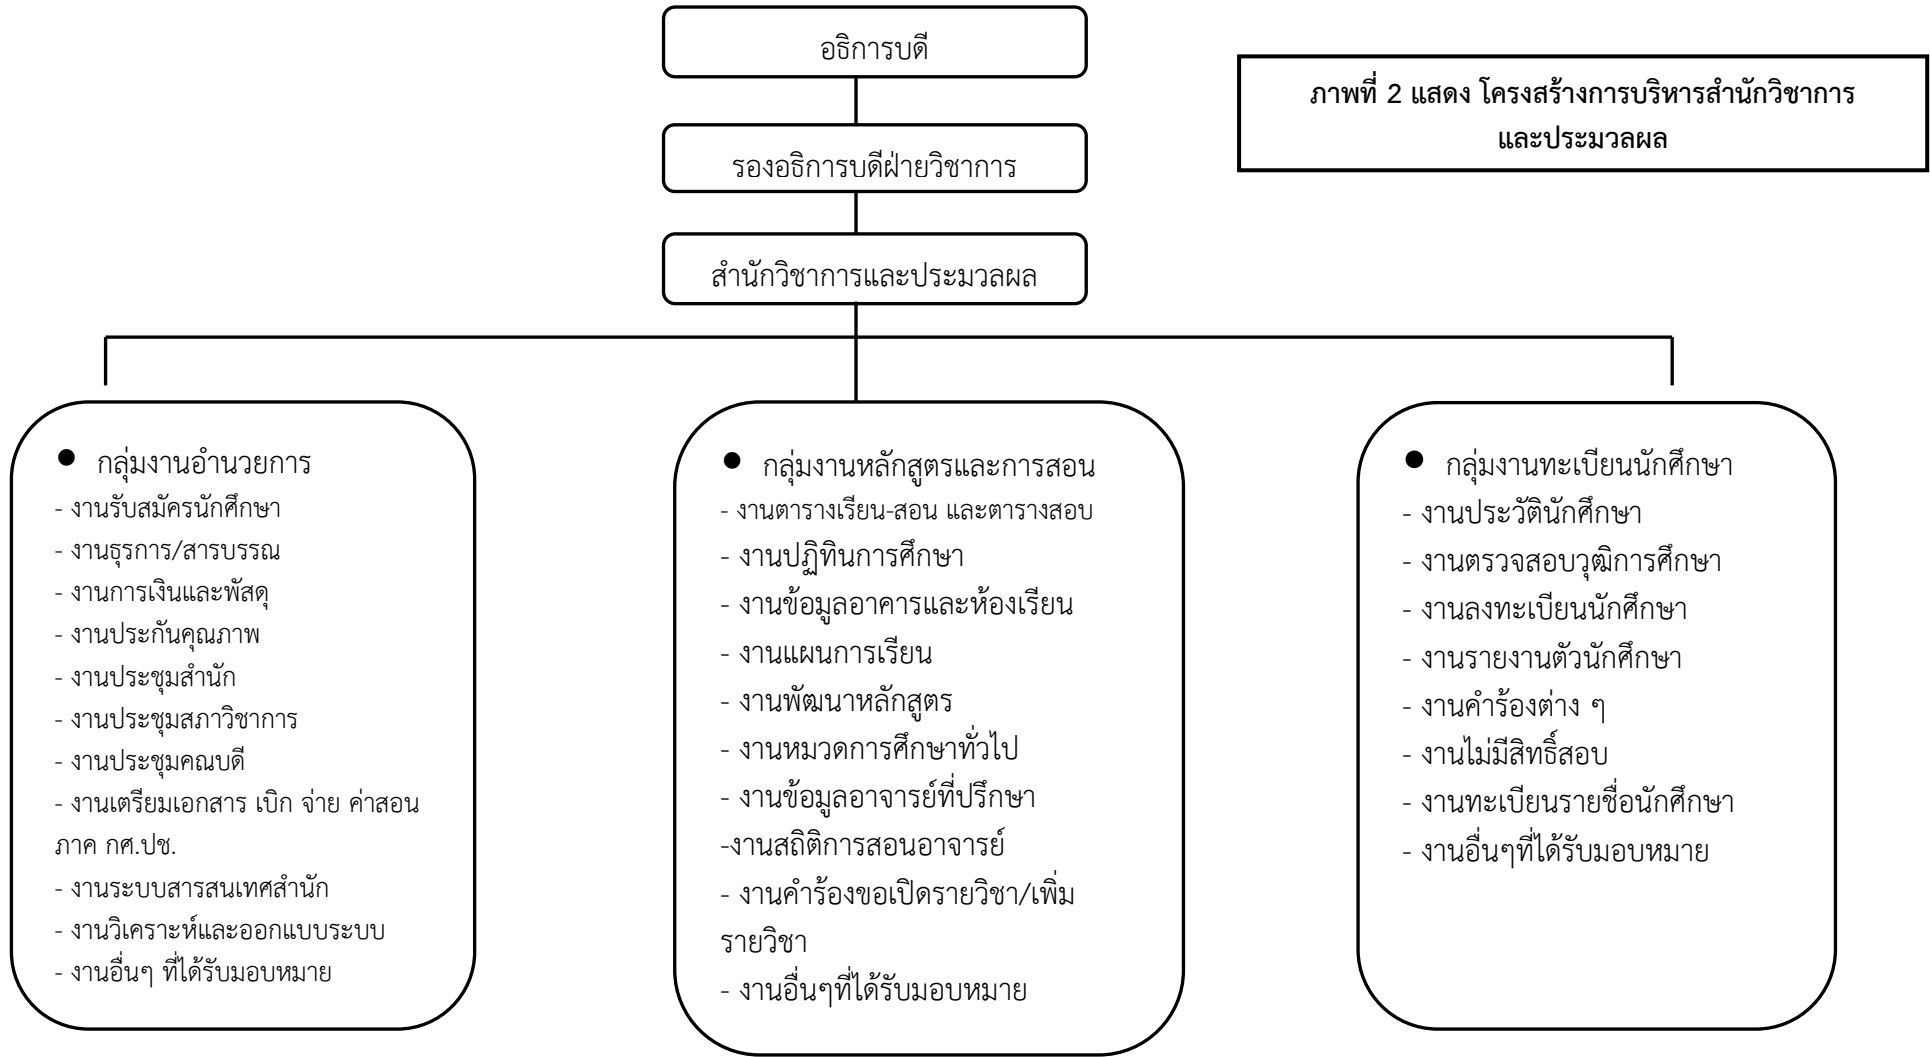 อธิการบดี
ภาพที่ 2 แสดง โครงสร้างการบริหารสำนักวิชาการ
และประมวลผล
รองอธิการบดีฝ่ายวิชาการ
สำนักวิชาการและประมวลผล
● กลุ่มงานอำนวยการ
- งานรับสมัครนักศึกษา
- งานธุรการ/สารบรรณ
- งานการเงินและพัสดุ
- งานประกันคุณภาพ
- งานประชุมสำนัก
- งานประชุมสภาวิชาการ
- งานประชุมคณบดี
- งานเตรียมเอกสาร เบิก จ่าย ค่าสอน
ภาค กศ.ปช.
- งานระบบสารสนเทศสำนัก
- งานวิเคราะห์และออกแบบระบบ
- งานอื่นๆ ที่ได้รับมอบหมาย
● กลุ่มงานหลักสูตรและการสอน
- งานตารางเรียน-สอน และตารางสอบ
- งานปฏิทินการศึกษา
- งานข้อมูลอาคารและห้องเรียน
- งานแผนการเรียน
- งานพัฒนาหลักสูตร
- งานหมวดการศึกษาทั่วไป
- งานข้อมูลอาจารย์ที่ปรึกษา
-งานสถิติการสอนอาจารย์
- งานคำร้องขอเปิดรายวิชา/เพิ่ม
รายวิชา
- งานอื่นๆที่ได้รับมอบหมาย
● กลุ่มงานทะเบียนนักศึกษา
- งานประวัตินักศึกษา
- งานตรวจสอบวุฒิการศึกษา
- งานลงทะเบียนนักศึกษา
- งานรายงานตัวนักศึกษา
- งานคำร้องต่าง ๆ
- งานไม่มีสิทธิ์สอบ
- งานทะเบียนรายชื่อนักศึกษา
- งานอื่นๆที่ได้รับมอบหมาย